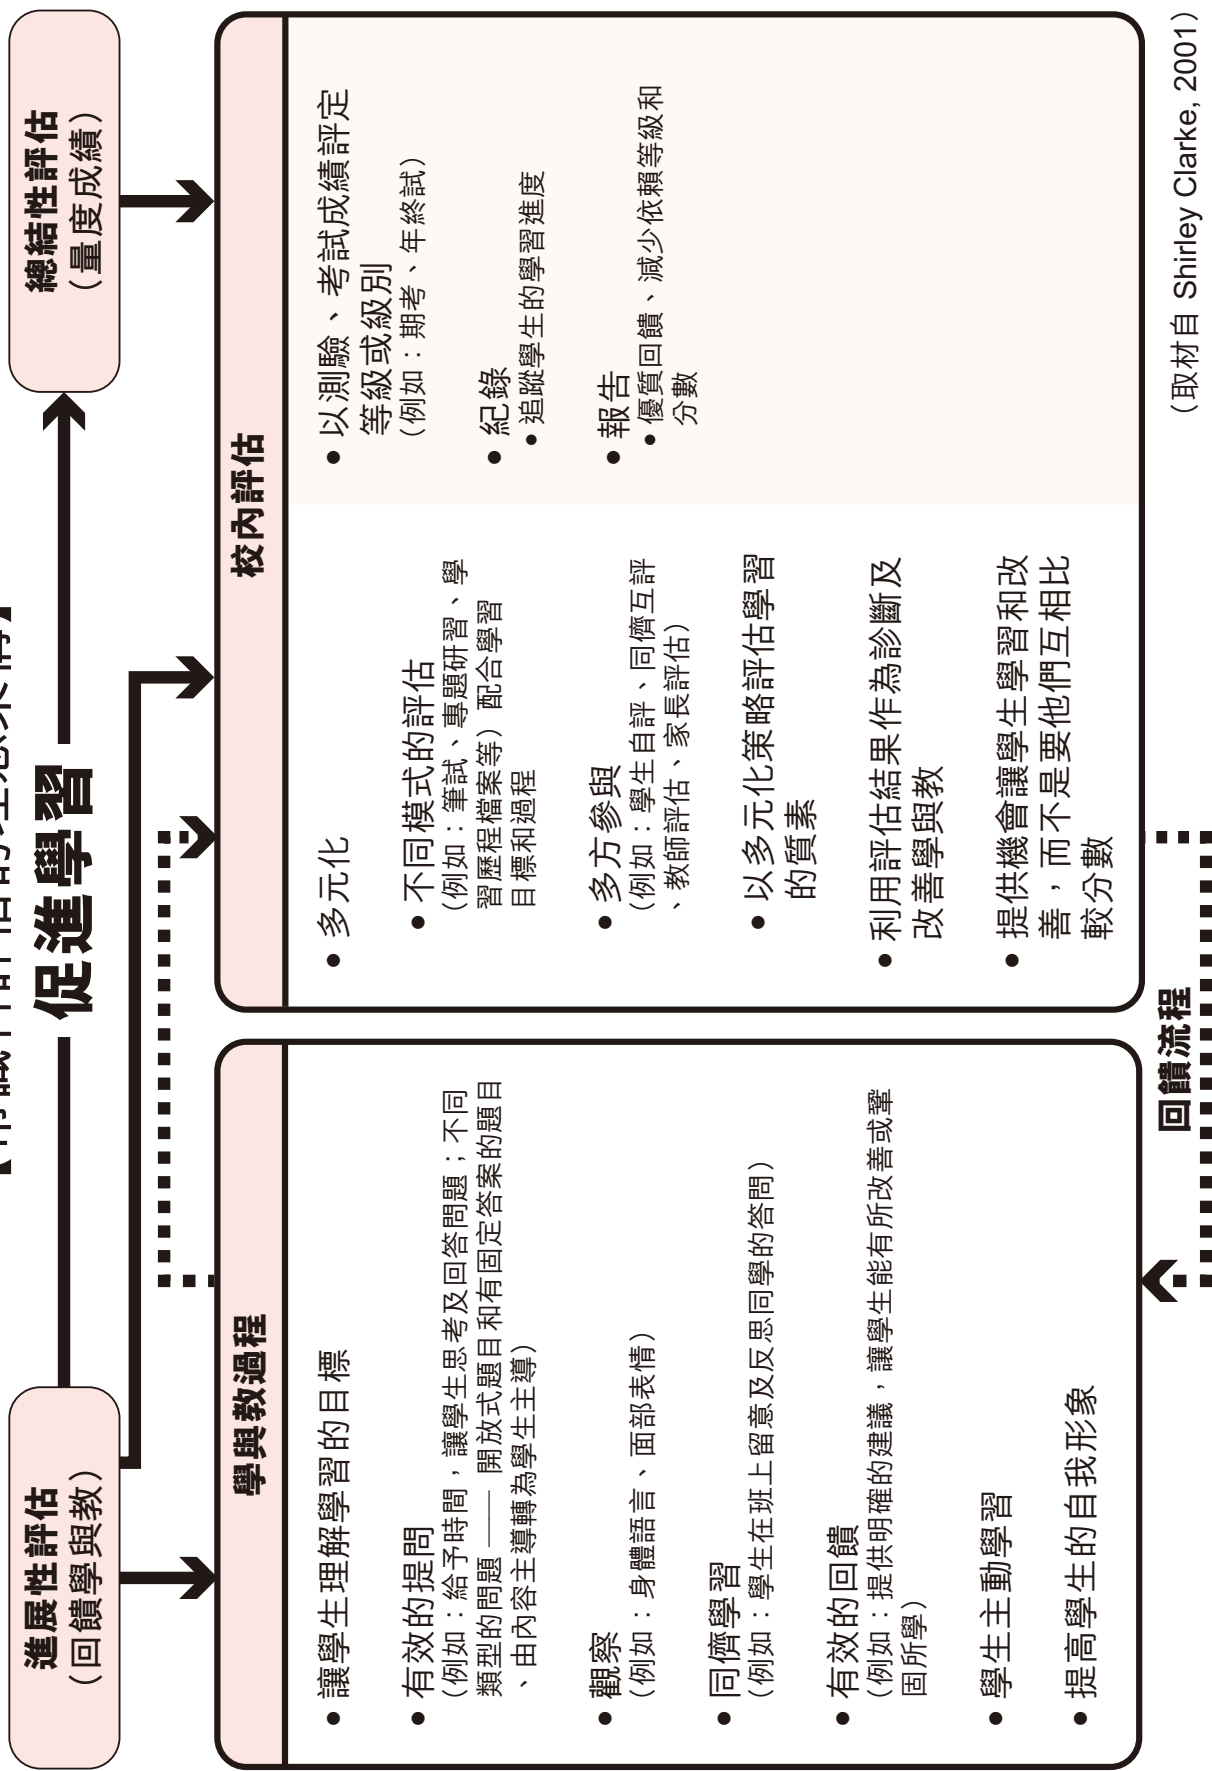 促進學習
進展性評估
（回饋學與教）
總結性評估
（量度成績）
學與教過程
• 讓學生理解學習的目標
• 有效的提問
（例如：給予時間，讓學生思考及回答問題；不同
類型的問題 —— 開放式題目和有固定答案的題目
、由內容主導轉為學生主導）
• 觀察
（例如：身體語言、面部表情）
• 同儕學習
（例如：學生在班上留意及反思同學的答問）
• 有效的回饋
（例如：提供明確的建議，讓學生能有所改善或鞏
固所學）
• 學生主動學習
• 提高學生的自我形象
校內評估
• 多元化
• 不同模式的評估
（例如：筆試、專題研習、學
習歷程檔案等）配合學習
目標和過程
• 多方參與
（例如：學生自評、同儕互評
、教師評估、家長評估）
• 以多元化策略評估學習
的質素
• 利用評估結果作為診斷及
改善學與教
• 提供機會讓學生學習和改
善，而不是要他們互相比
較分數
• 以測驗、考試成績評定
等級或級別
（例如：期考、年終試）
• 紀錄
• 追蹤學生的學習進度
• 報告
• 優質回饋、減少依賴等級和
分數
回饋流程
（取材自 Shirley Clarke, 2001）